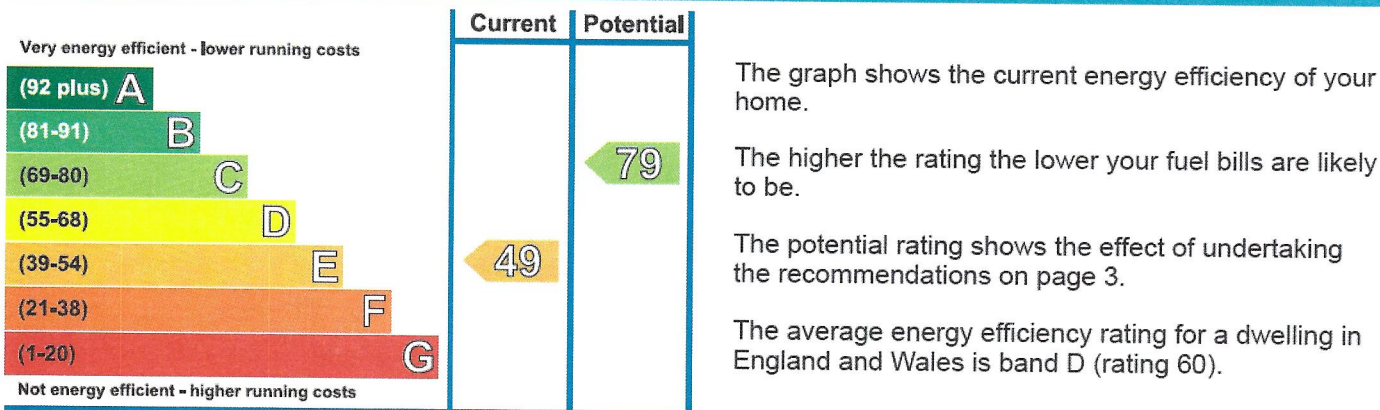 Current Potential
Very energy efficient - lower running costs
(92 plus) A
(81-91) B
(69-80) C
(55-68) D
(39-54) E
(21-38) F
(1-20) G
Not energy efficient - higher running costs
49
79
The graph shows the current energy efficiency of your
home.
The higher the rating the lower your fuel bills are likely
to be.
The potential rating shows the effect of undertaking
the recommendations on page 3.
The average energy efficiency rating for a dwelling in
England and Wales is band D (rating 60).